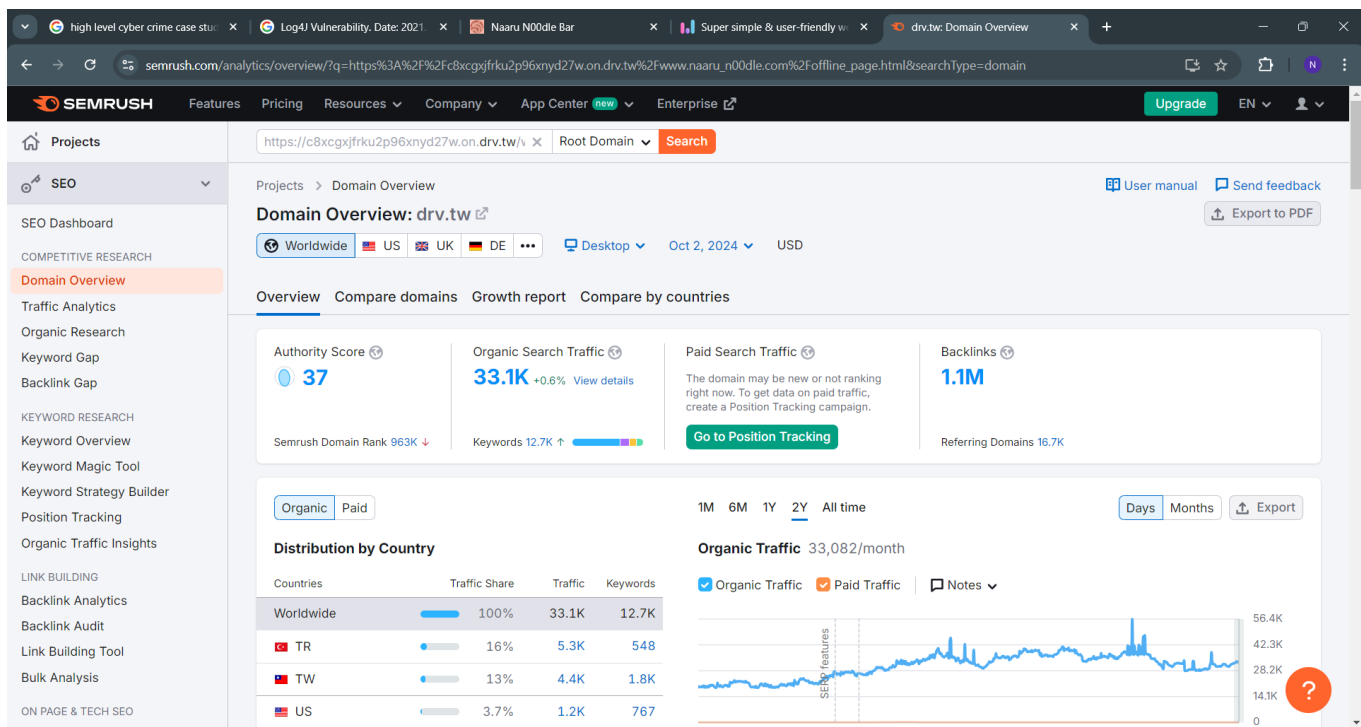 high level cyber crime case stud
Log4J Vulnerability. Date: 2021.
Naaru N00dle Bar
Super simple & user-friendly we
drv.tw: Domain Overview
semrush.com/analytics/overview/?q=https%3A%2F%2Fc8xcgxjfrku2p96xnyd27w.on.drv.tw%2Fwww.naaru_n00dle.com%2Foffline_page.html&searchType=domain
N
SEMRUSH
Features
Pricing
Resources
Company
App Center new
Enterprise
Upgrade
EN
Projects
https://c8xcgxjfrku2p96xnyd27w.on.drv.tw/
Root Domain
Search
SEO
Projects > Domain Overview
User manual
Send feedback
Domain Overview: drv.tw
Export to PDF
SEO Dashboard
Worldwide
US
UK
DE
•••
Desktop
Oct 2, 2024
USD
COMPETITIVE RESEARCH
Domain Overview
Traffic Analytics
Organic Research
Keyword Gap
Backlink Gap
Overview
Compare domains
Growth report
Compare by countries
Authority Score
37
Semrush Domain Rank 963K ↓
Organic Search Traffic
33.1K +0.6% View details
Keywords 12.7K ↑
Paid Search Traffic
The domain may be new or not ranking
right now. To get data on paid traffic,
create a Position Tracking campaign.
Go to Position Tracking
Backlinks
1.1M
Referring Domains 16.7K
KEYWORD RESEARCH
Keyword Overview
Keyword Magic Tool
Keyword Strategy Builder
Position Tracking
Organic Traffic Insights
LINK BUILDING
Backlink Analytics
Backlink Audit
Link Building Tool
Bulk Analysis
ON PAGE & TECH SEO
Organic
Paid
Distribution by Country
Countries Traffic Share Traffic Keywords
Worldwide 100% 33.1K 12.7K
TR 16% 5.3K 548
TW 13% 4.4K 1.8K
US 3.7% 1.2K 767
1M 6M 1Y 2Y All time
Days
Months
Export
Organic Traffic 33,082/month
Organic Traffic
Paid Traffic
Notes
SERP features
56.4K
42.3K
28.2K
14.1K
0
?